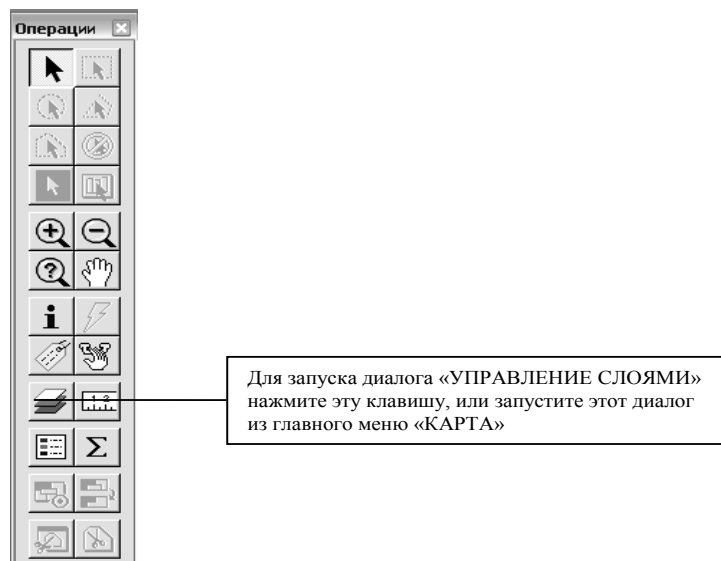 Операции
Для запуска диалога «УПРАВЛЕНИЕ СЛОЯМИ»
нажмите эту клавишу, или запустите этот диалог
из главного меню «КАРТА»